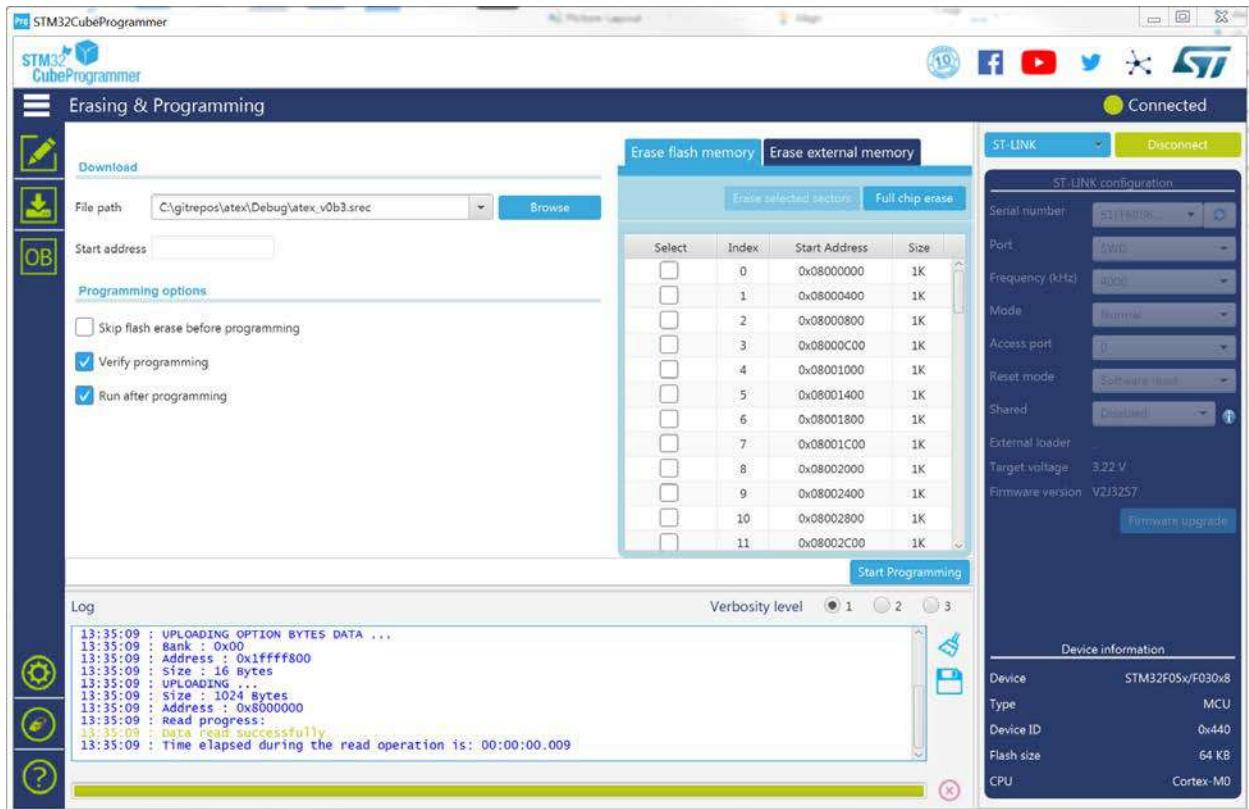 STM32CubeProgrammer
STM32
CubeProgrammer
10
Erasing & Programming
Connected
OB
Download
File path C:\gitrepos\atex\Debug\atex_v0b3.srec Browse
Start address
Programming options
Skip flash erase before programming
Verify programming
Run after programming
Erase flash memory Erase external memory
Erase selected sectors Full chip erase
Select Index Start Address Size
0 0x08000000 1K
1 0x08000400 1K
2 0x08000800 1K
3 0x08000C00 1K
4 0x08001000 1K
5 0x08001400 1K
6 0x08001800 1K
7 0x08001C00 1K
8 0x08002000 1K
9 0x08002400 1K
10 0x08002800 1K
11 0x08002C00 1K
Start Programming
Log Verbosity level 1 2 3
13:35:09 : UPLOADING OPTION BYTES DATA ...
13:35:09 : Bank : 0x00
13:35:09 : Address : 0x1ffff800
13:35:09 : Size : 16 Bytes
13:35:09 : UPLOADING ...
13:35:09 : Size : 1024 Bytes
13:35:09 : Address : 0x8000000
13:35:09 : Read progress:
13:35:09 : Data read successfully
13:35:09 : Time elapsed during the read operation is: 00:00:00.009
ST-LINK Disconnect
ST-LINK configuration
Serial number
Port SWD
Frequency (kHz) 4000
Mode Normal
Access port 0
Reset mode Software reset
Shared Disabled
External loader
Target voltage 3.22 V
Firmware version V2J32S7
Firmware upgrade
Device information
Device STM32F05x/F030x8
Type MCU
Device ID 0x440
Flash size 64 KB
CPU Cortex-M0